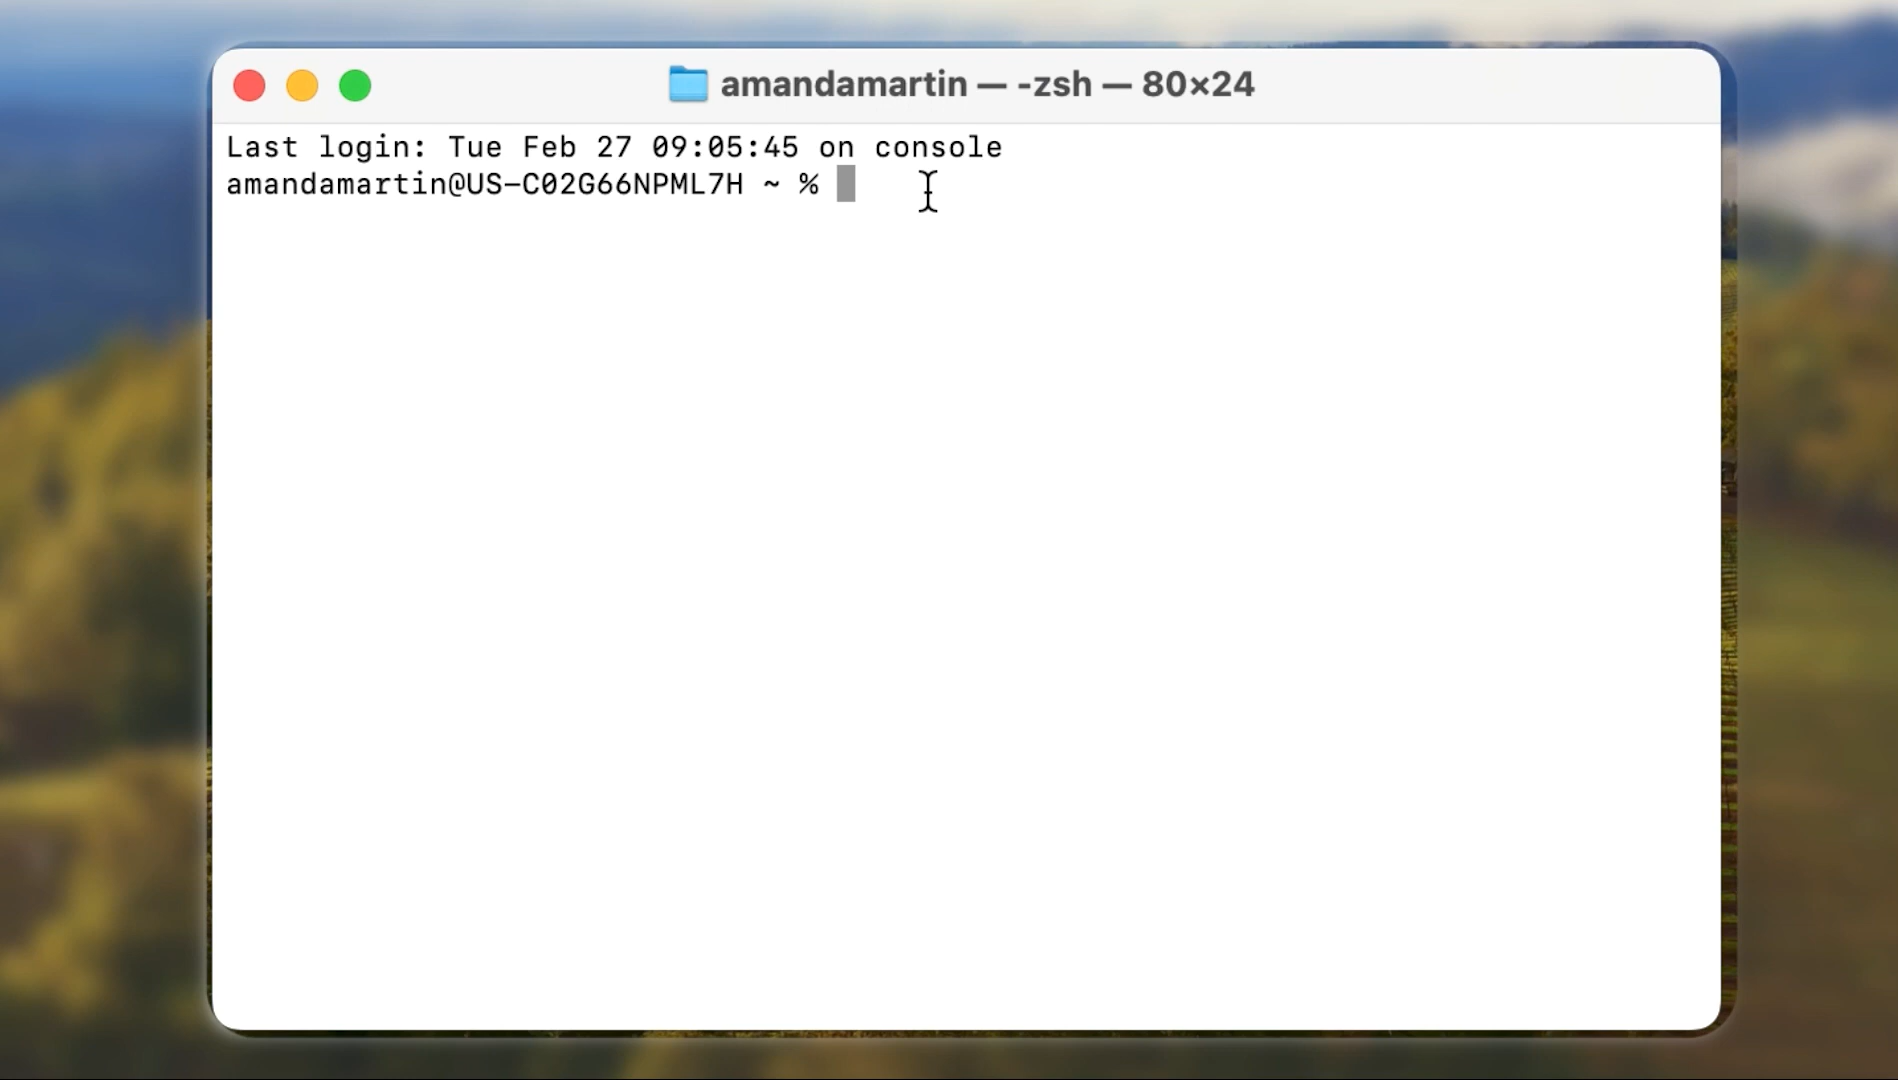 amandamartin — -zsh — 80×24
Last login: Tue Feb 27 09:05:45 on console
amandamartin@US-C02G66NPML7H ~ %